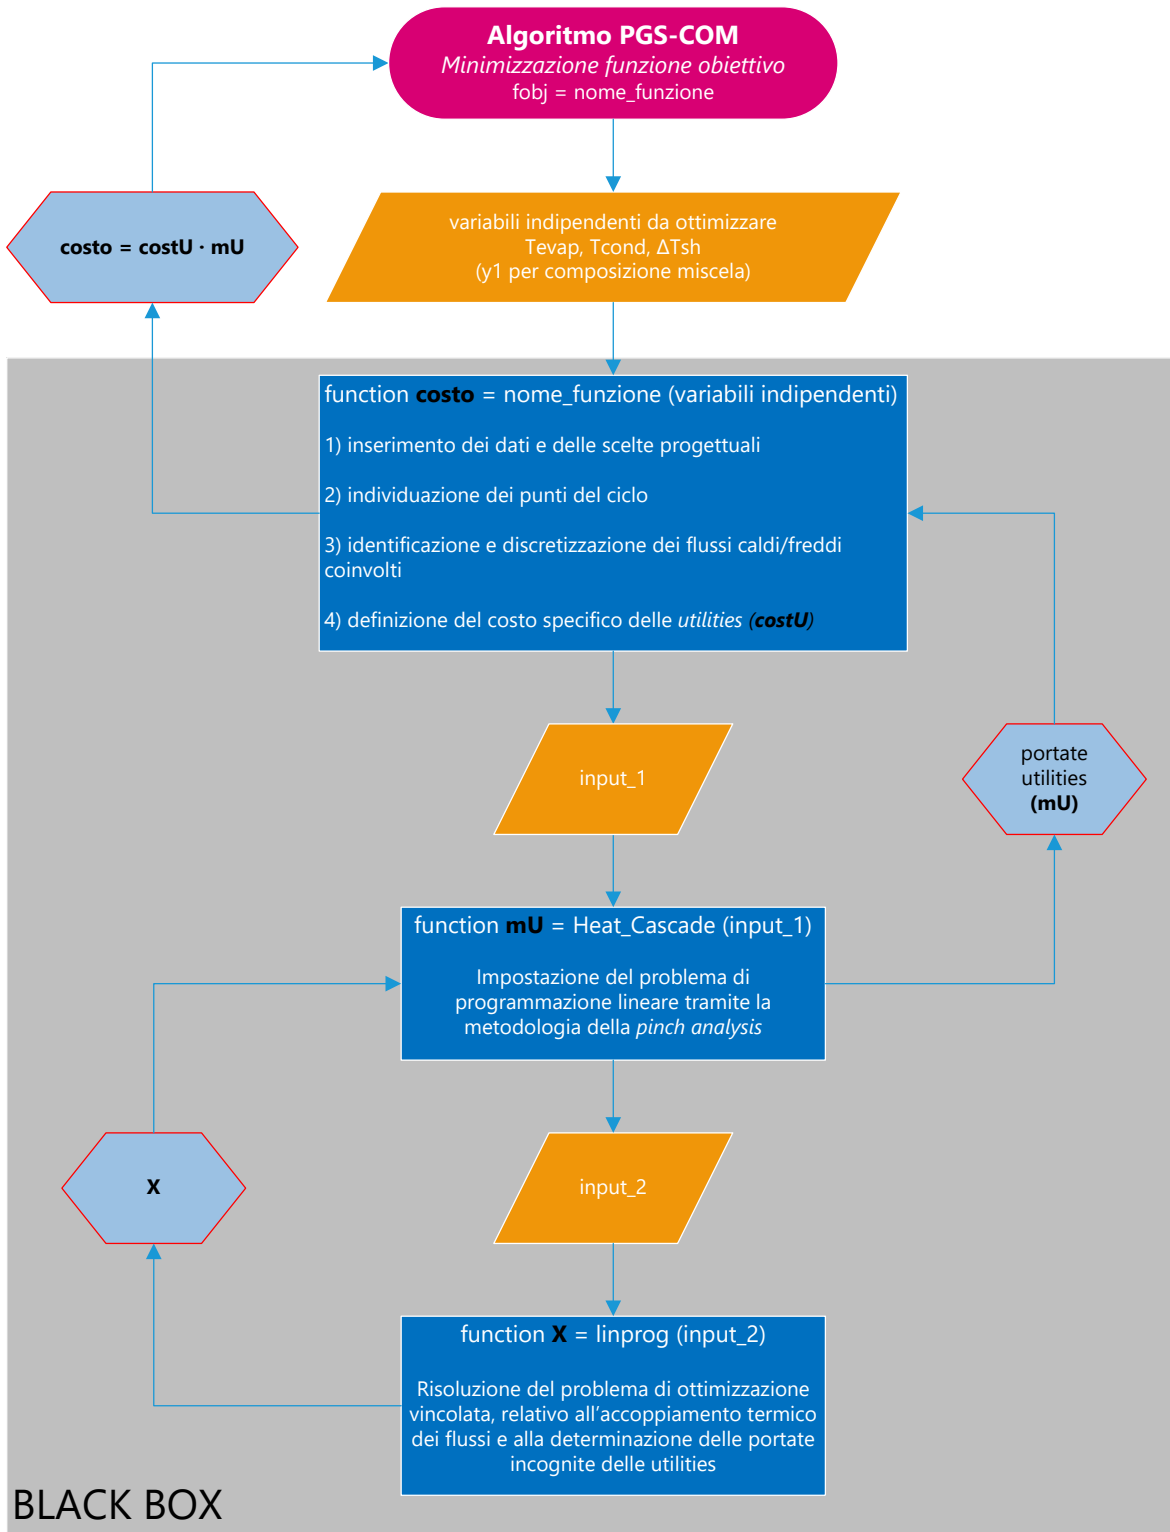 Algoritmo PGS-COM
Minimizzazione funzione obiettivo
fobj = nome_funzione
costo = costU · mU
variabili indipendenti da ottimizzare
Tevap, Tcond, ΔTsh
(y1 per composizione miscela)
function costo = nome_funzione (variabili indipendenti)
1) inserimento dei dati e delle scelte progettuali
2) individuazione dei punti del ciclo
3) identificazione e discretizzazione dei flussi caldi/freddi
coinvolti
4) definizione del costo specifico delle utilities (costU)
input_1
portate
utilities
(mU)
function mU = Heat_Cascade (input_1)
Impostazione del problema di
programmazione lineare tramite la
metodologia della pinch analysis
X
input_2
function X = linprog (input_2)
Risoluzione del problema di ottimizzazione
vincolata, relativo all’accoppiamento termico
dei flussi e alla determinazione delle portate
incognite delle utilities
BLACK BOX